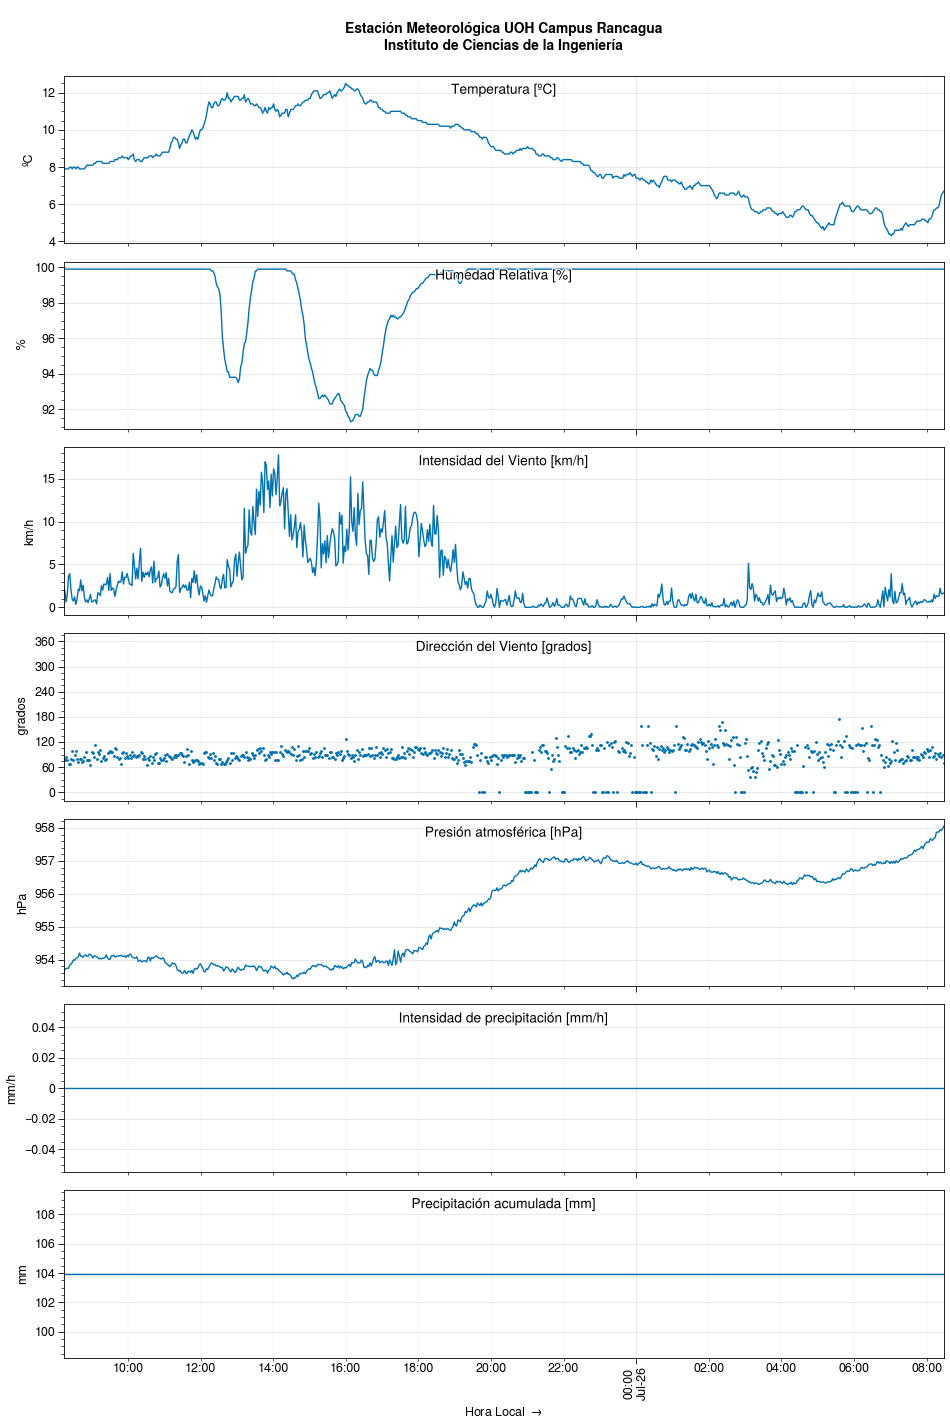 Estación Meteorológica UOH Campus Rancagua
Instituto de Ciencias de la Ingeniería
Temperatura [ºC]
ºC
12
10
8
6
4
Humedad Relativa [%]
%
100
98
96
94
92
Intensidad del Viento [km/h]
km/h
15
10
5
0
Dirección del Viento [grados]
grados
360
300
240
180
120
60
0
Presión atmosférica [hPa]
hPa
958
957
956
955
954
Intensidad de precipitación [mm/h]
mm/h
0.04
0.02
0
−0.02
−0.04
Precipitación acumulada [mm]
mm
108
106
104
102
100
10:00 12:00 14:00 16:00 18:00 20:00 22:00 00:00 02:00 04:00 06:00 08:00
Jul-26
Hora Local →